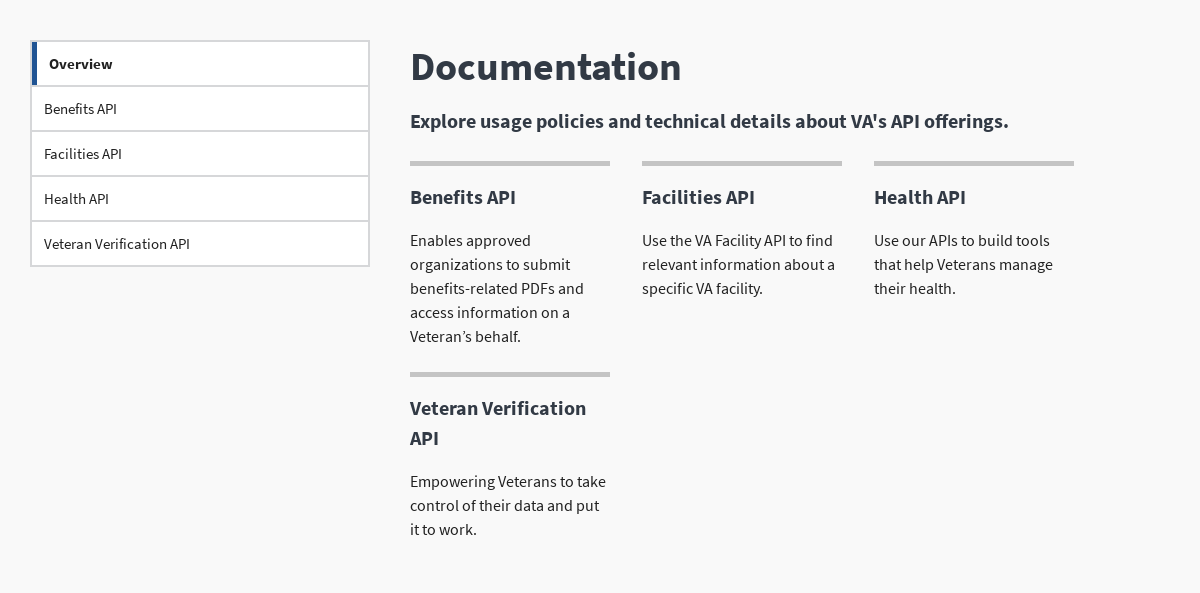 Overview
Benefits API
Facilities API
Health API
Veteran Verification API
Documentation
Explore usage policies and technical details about VA's API offerings.
Benefits API
Enables approved
organizations to submit
benefits-related PDFs and
access information on a
Veteran’s behalf.
Facilities API
Use the VA Facility API to find
relevant information about a
specific VA facility.
Health API
Use our APIs to build tools
that help Veterans manage
their health.
Veteran Verification
API
Empowering Veterans to take
control of their data and put
it to work.